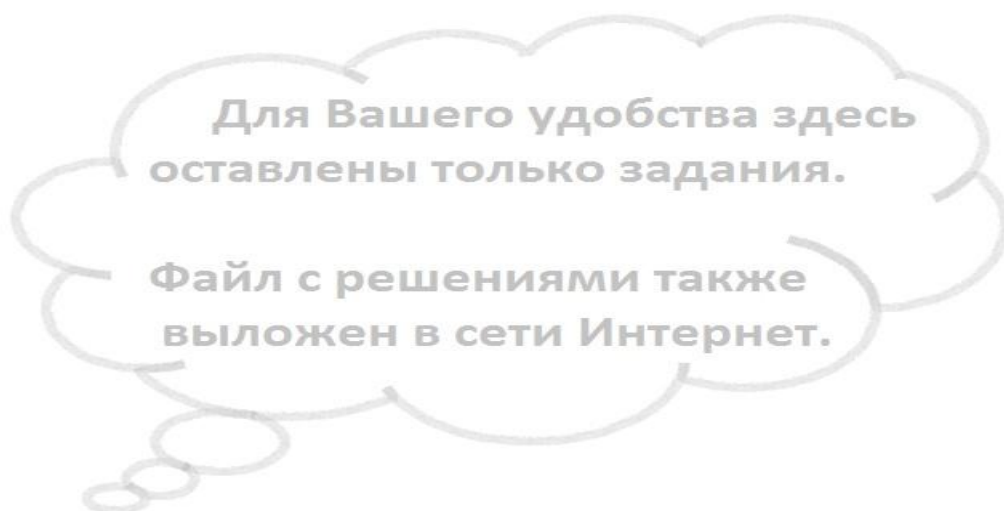 Для Вашего удобства здесь
оставлены только задания.
Файл с решениями также
выложен в сети Интернет.